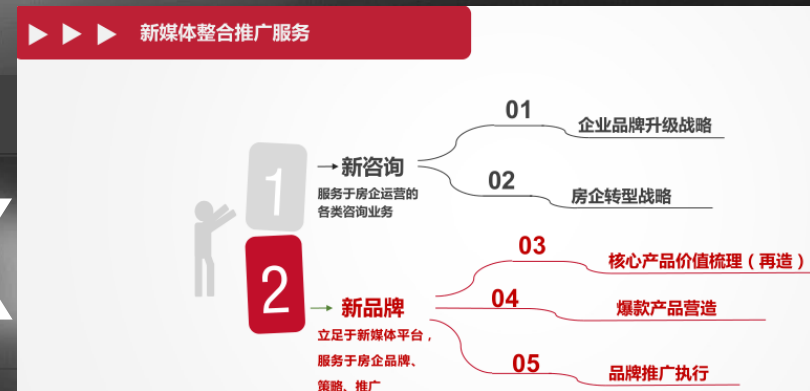 新媒体整合推广服务
01
企业品牌升级战略
1
新咨询
服务于房企运营的
各类咨询业务
02
房企转型战略
03
核心产品价值梳理（再造）
2
新品牌
立足于新媒体平台，
服务于房企品牌、
策略、推广
04
爆款产品营造
05
品牌推广执行